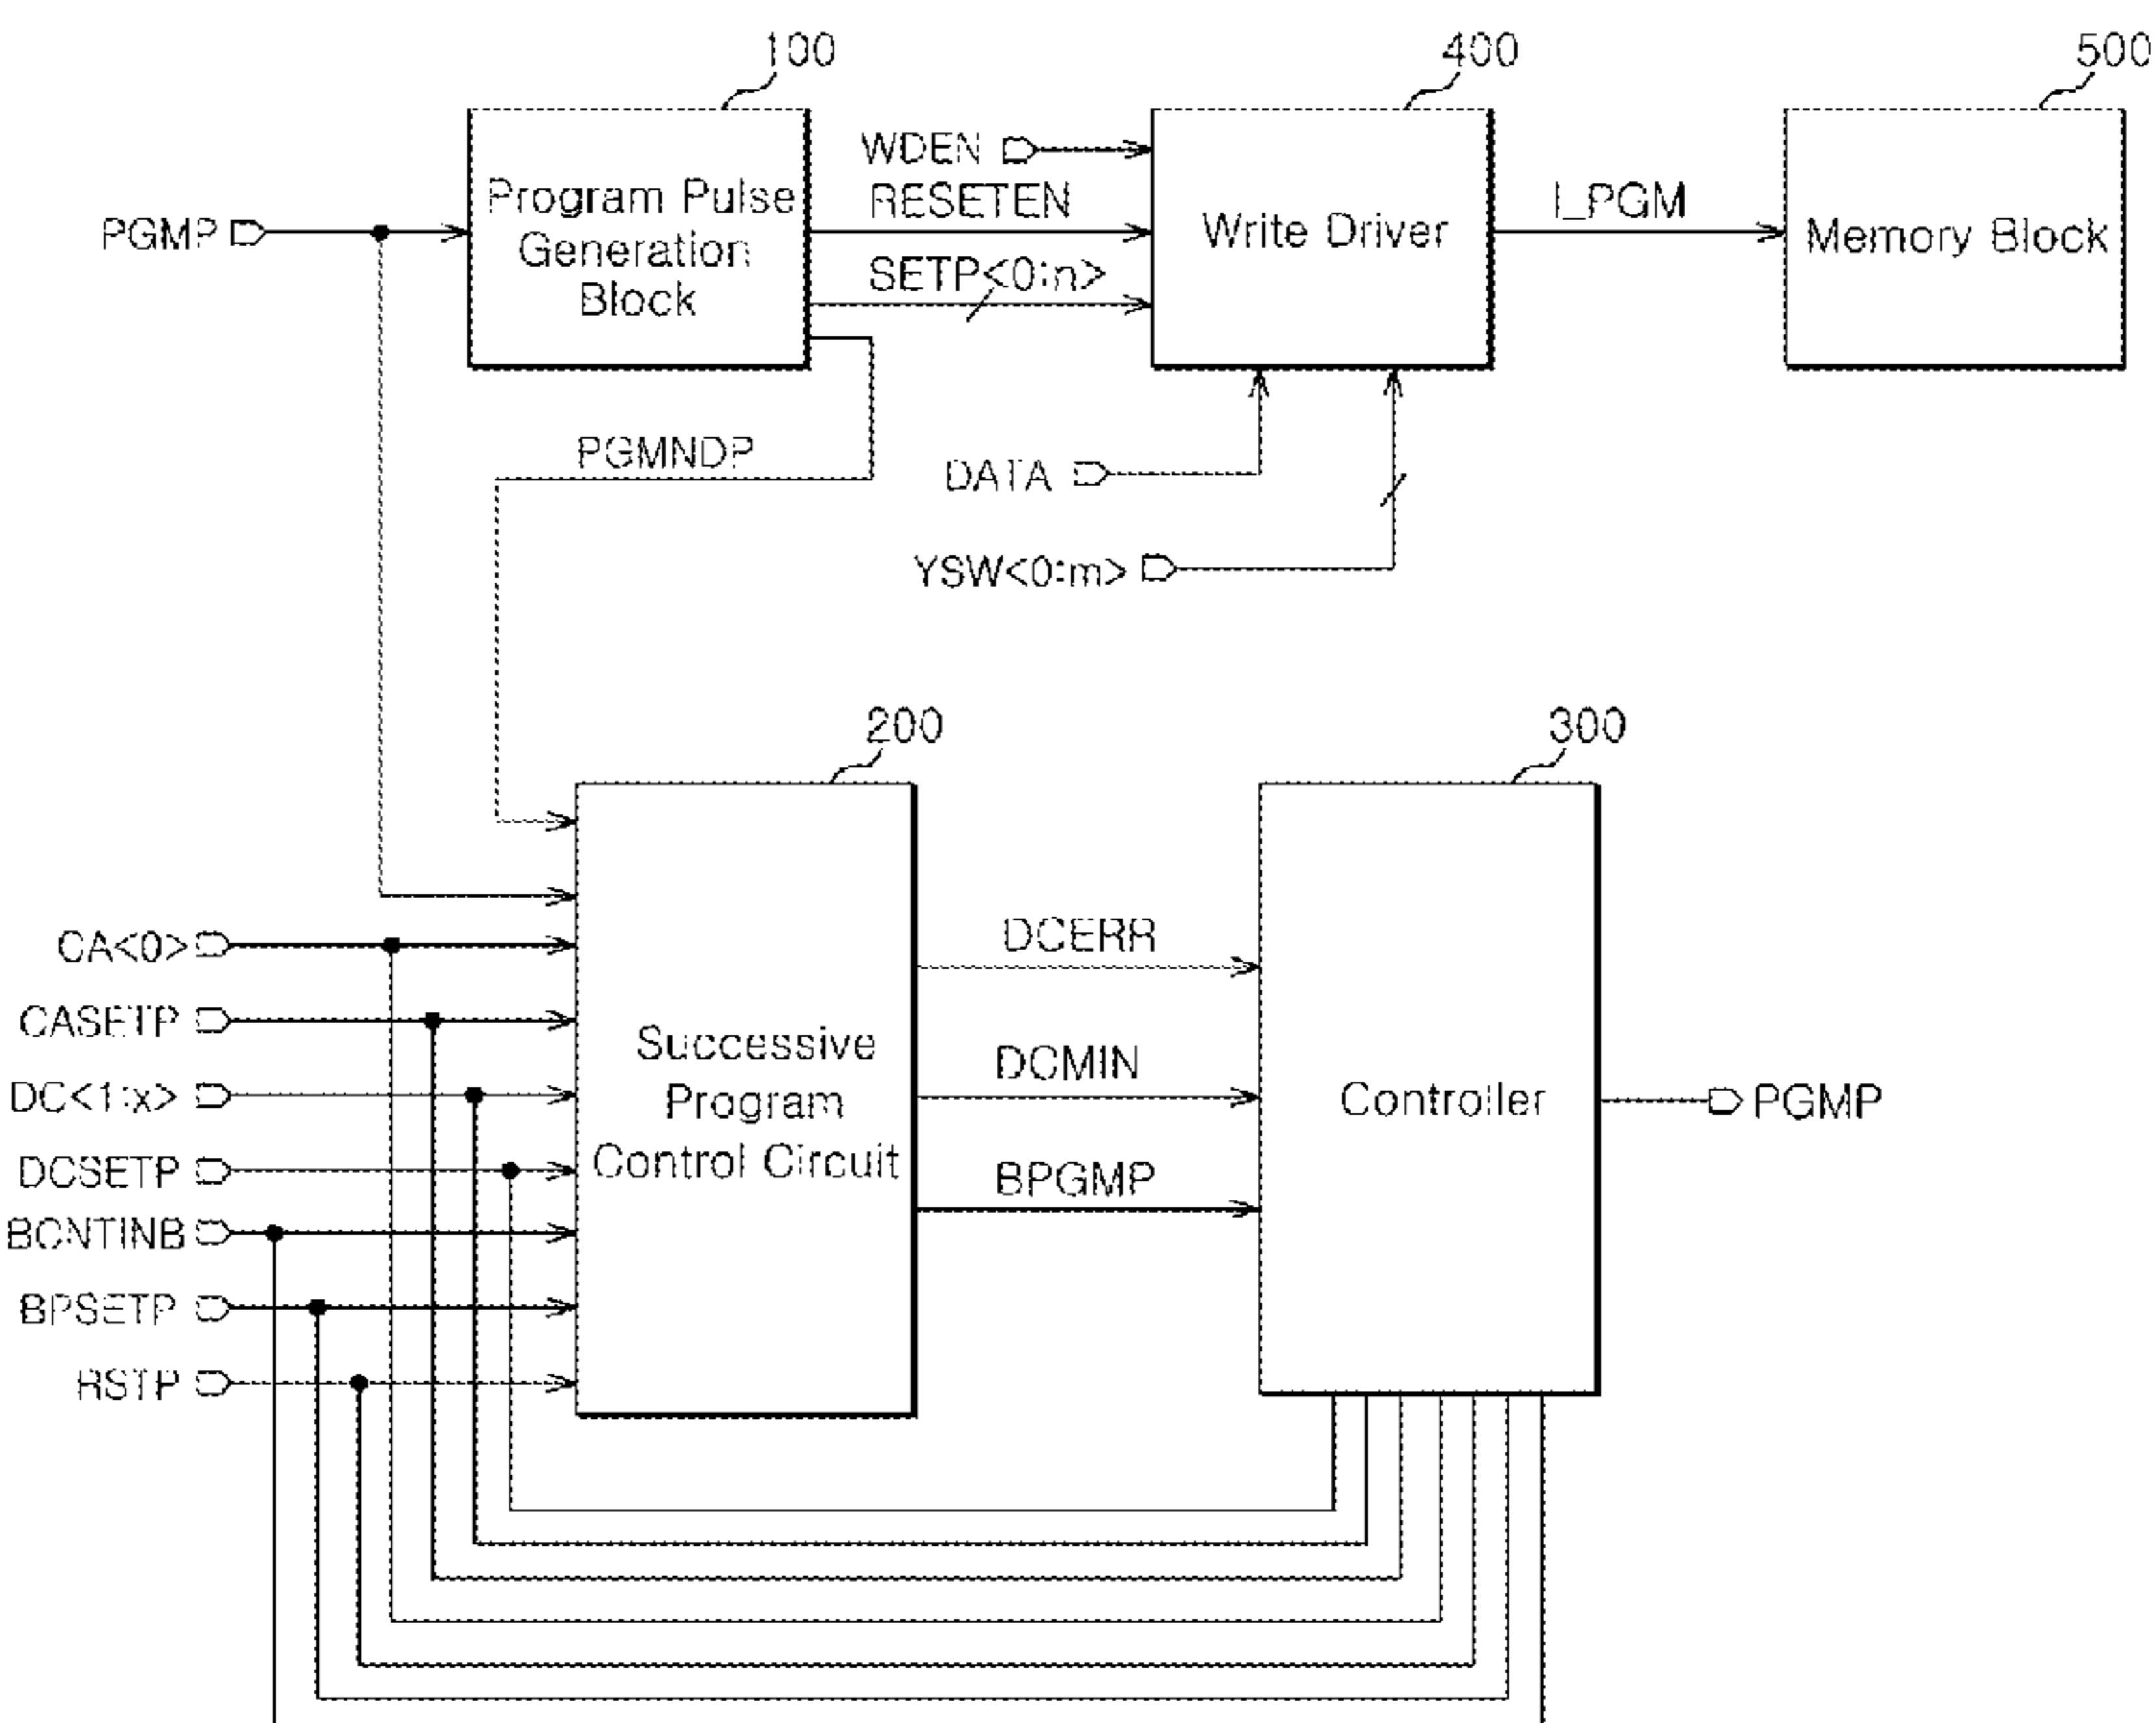 100
400
500
PGMP
Program Pulse
Generation
Block
WDEN
RESETEN
SETP<0:n>
Write Driver
I_PGM
Memory Block
PGMNDP
DATA
YSW<0:m>
200
300
CA<0>
CASETP
DC<1:x>
DCSETP
BCNTINB
BPSETP
RSTP
Successive
Program
Control Circuit
DCERR
DCMIN
BPGMP
Controller
PGMP